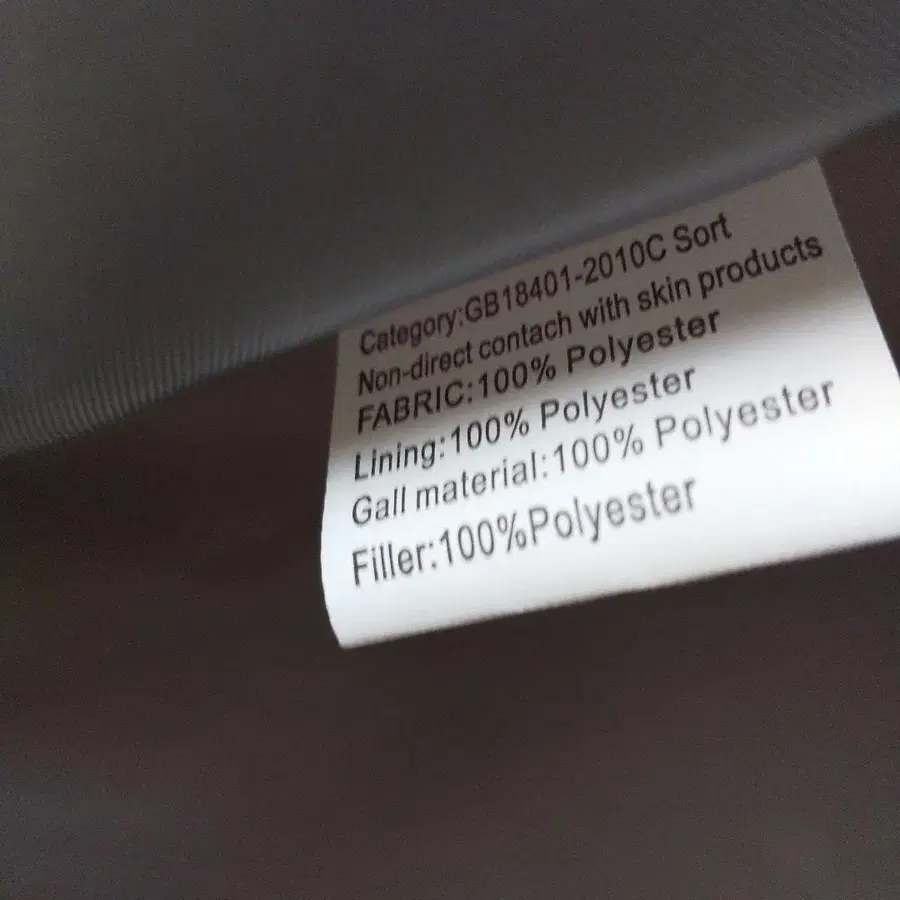 Category:GB18401-2010C Sort
Non-direct contach with skin products
FABRIC:100% Polyester
Lining:100% Polyester
Gall material:100% Polyester
Filler:100%Polyester